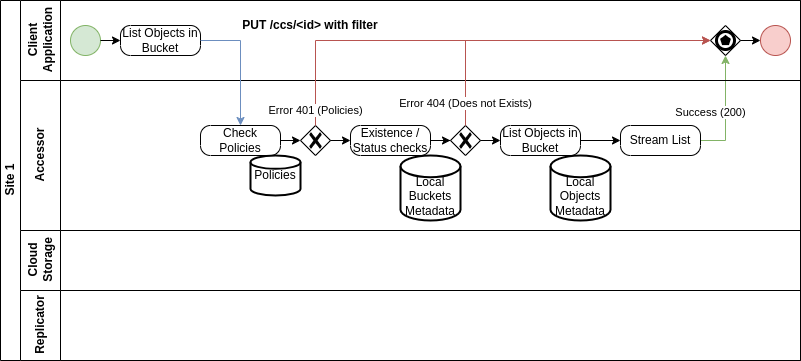 Site 1
Client
Application
List Objects in
Bucket
PUT /ccs/<id> with filter
Accessor
Error 401 (Policies)
Error 404 (Does not Exists)
Success (200)
Check
Policies
Existence /
Status checks
List Objects in
Bucket
Stream List
Policies
Local
Buckets
Metadata
Local
Objects
Metadata
Cloud
Storage
Replicator